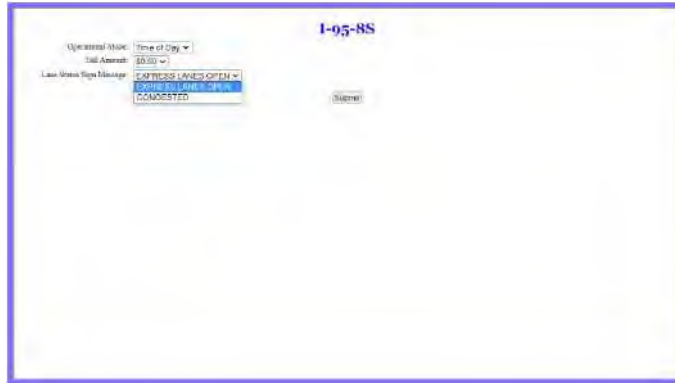 I-95-8S
Operational Mode: Time of Day
Toll Amount: $0.50
Lane Status Sign Message: EXPRESS LANES OPEN
EXPRESS LANES OPEN
CONGESTED
Submit